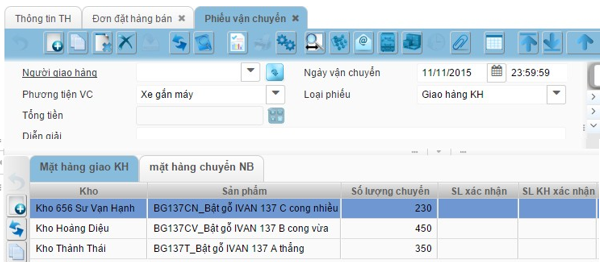 Thông tin TH Đơn đặt hàng bán Phiếu vận chuyển
Người giao hàng Ngày vận chuyển 11/11/2015 23:59:59
Phương tiện VC Xe gắn máy Loại phiếu Giao hàng KH
Tổng tiền
Diễn giải
Mặt hàng giao KH mặt hàng chuyển NB
Kho Sản phẩm Số lượng chuyển SL xác nhận SL KH xác nhận
Kho 656 Sư Vạn Hạnh BG137CN_Bật gỗ IVAN 137 C cong nhiều 230
Kho Hoàng Diệu BG137CV_Bật gỗ IVAN 137 B cong vừa 450
Kho Thành Thái BG137T_Bật gỗ IVAN 137 A thẳng 350